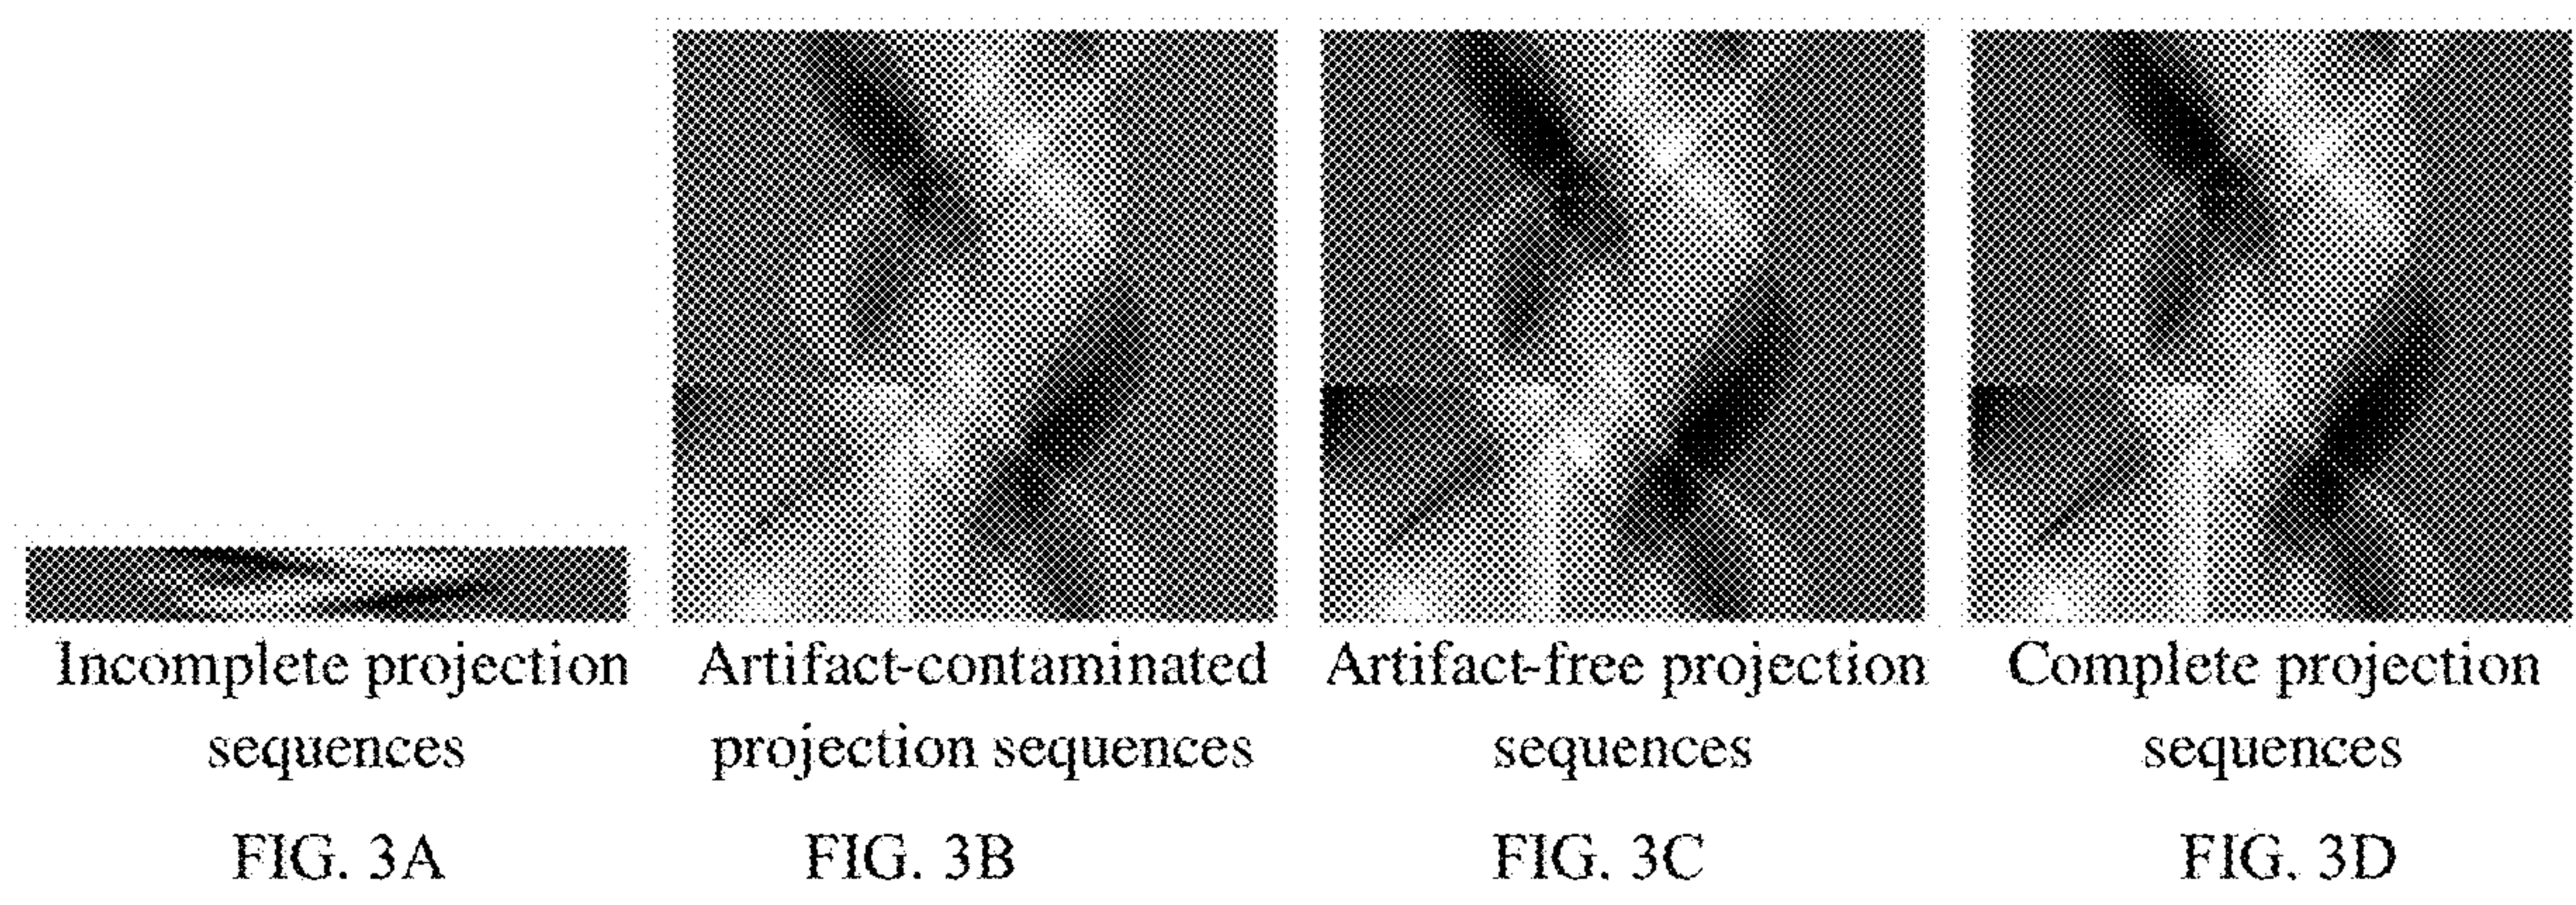 Incomplete projection
sequences
FIG. 3A
Artifact-contaminated
projection sequences
FIG. 3B
Artifact-free projection
sequences
FIG. 3C
Complete projection
sequences
FIG. 3D